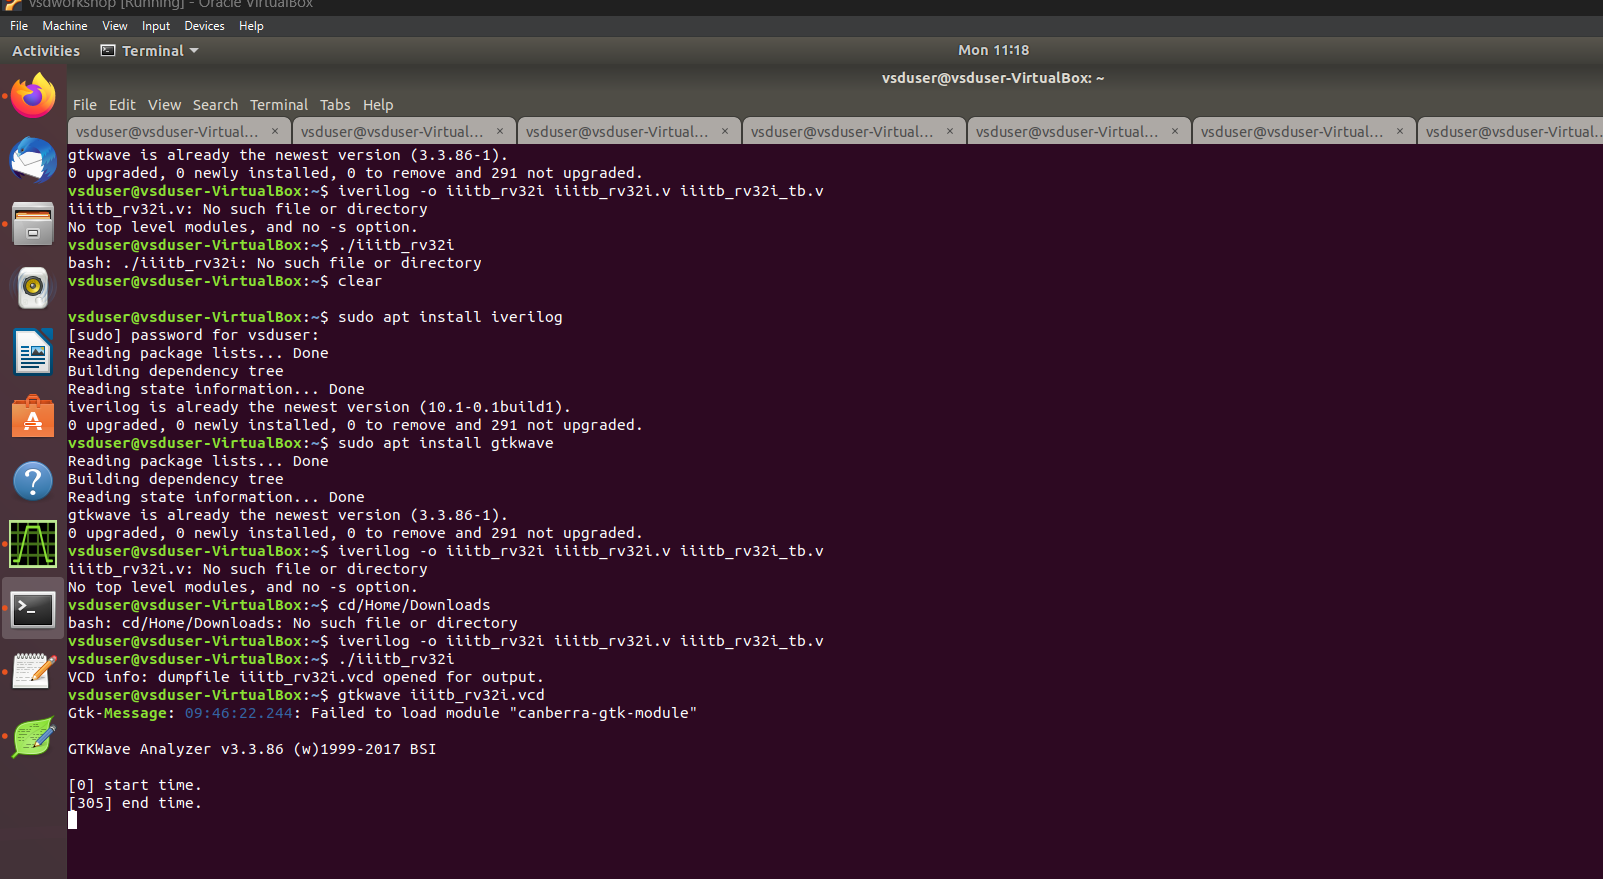 vsdworkshop [Running] - Oracle VirtualBox
File Machine View Input Devices Help
Activities Terminal Mon 11:18
vsduser@vsduser-VirtualBox: ~
File Edit View Search Terminal Tabs Help
vsduser@vsduser-Virtual... × vsduser@vsduser-Virtual... × vsduser@vsduser-Virtual... × vsduser@vsduser-Virtual... × vsduser@vsduser-Virtual... × vsduser@vsduser-Virtual... × vsduser@vsduser-Virtual...
gtkwave is already the newest version (3.3.86-1).
0 upgraded, 0 newly installed, 0 to remove and 291 not upgraded.
vsduser@vsduser-VirtualBox:~$ iverilog -o iiitb_rv32i iiitb_rv32i.v iiitb_rv32i_tb.v
iiitb_rv32i.v: No such file or directory
No top level modules, and no -s option.
vsduser@vsduser-VirtualBox:~$ ./iiitb_rv32i
bash: ./iiitb_rv32i: No such file or directory
vsduser@vsduser-VirtualBox:~$ clear
vsduser@vsduser-VirtualBox:~$ sudo apt install iverilog
[sudo] password for vsduser:
Reading package lists... Done
Building dependency tree
Reading state information... Done
iverilog is already the newest version (10.1-0.1build1).
0 upgraded, 0 newly installed, 0 to remove and 291 not upgraded.
vsduser@vsduser-VirtualBox:~$ sudo apt install gtkwave
Reading package lists... Done
Building dependency tree
Reading state information... Done
gtkwave is already the newest version (3.3.86-1).
0 upgraded, 0 newly installed, 0 to remove and 291 not upgraded.
vsduser@vsduser-VirtualBox:~$ iverilog -o iiitb_rv32i iiitb_rv32i.v iiitb_rv32i_tb.v
iiitb_rv32i.v: No such file or directory
No top level modules, and no -s option.
vsduser@vsduser-VirtualBox:~$ cd/Home/Downloads
bash: cd/Home/Downloads: No such file or directory
vsduser@vsduser-VirtualBox:~$ iverilog -o iiitb_rv32i iiitb_rv32i.v iiitb_rv32i_tb.v
vsduser@vsduser-VirtualBox:~$ ./iiitb_rv32i
VCD info: dumpfile iiitb_rv32i.vcd opened for output.
vsduser@vsduser-VirtualBox:~$ gtkwave iiitb_rv32i.vcd
Gtk-Message: 09:46:22.244: Failed to load module "canberra-gtk-module"
GTKWave Analyzer v3.3.86 (w)1999-2017 BSI
[0] start time.
[305] end time.